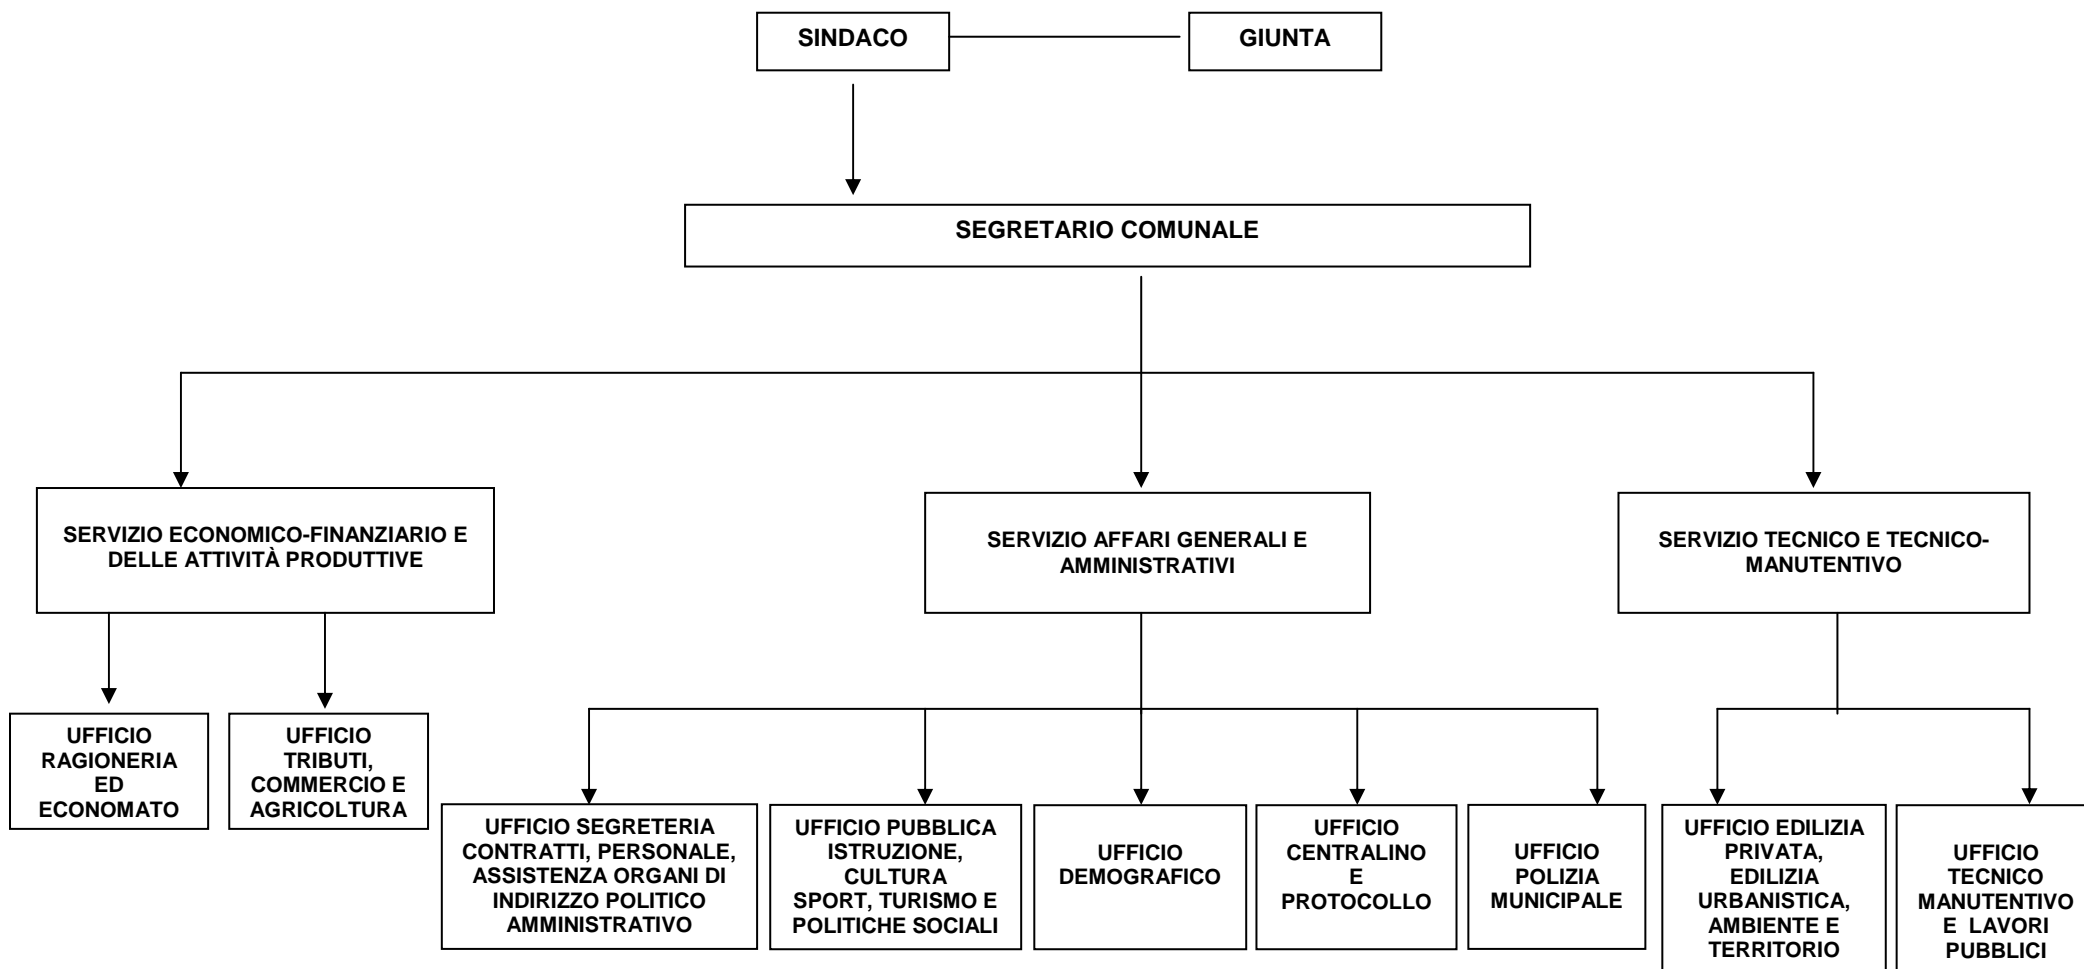 SINDACO
GIUNTA
SEGRETARIO COMUNALE
SERVIZIO ECONOMICO-FINANZIARIO E
DELLE ATTIVITÀ PRODUTTIVE
SERVIZIO AFFARI GENERALI E
AMMINISTRATIVI
SERVIZIO TECNICO E TECNICO-
MANUTENTIVO
UFFICIO
RAGIONERIA
ED
ECONOMATO
UFFICIO
TRIBUTI,
COMMERCIO E
AGRICOLTURA
UFFICIO SEGRETERIA
CONTRATTI, PERSONALE,
ASSISTENZA ORGANI DI
INDIRIZZO POLITICO
AMMINISTRATIVO
UFFICIO PUBBLICA
ISTRUZIONE,
CULTURA
SPORT, TURISMO E
POLITICHE SOCIALI
UFFICIO
DEMOGRAFICO
UFFICIO
CENTRALINO
E
PROTOCOLLO
UFFICIO
POLIZIA
MUNICIPALE
UFFICIO EDILIZIA
PRIVATA,
EDILIZIA
URBANISTICA,
AMBIENTE E
TERRITORIO
UFFICIO
TECNICO
MANUTENTIVO
E LAVORI
PUBBLICI